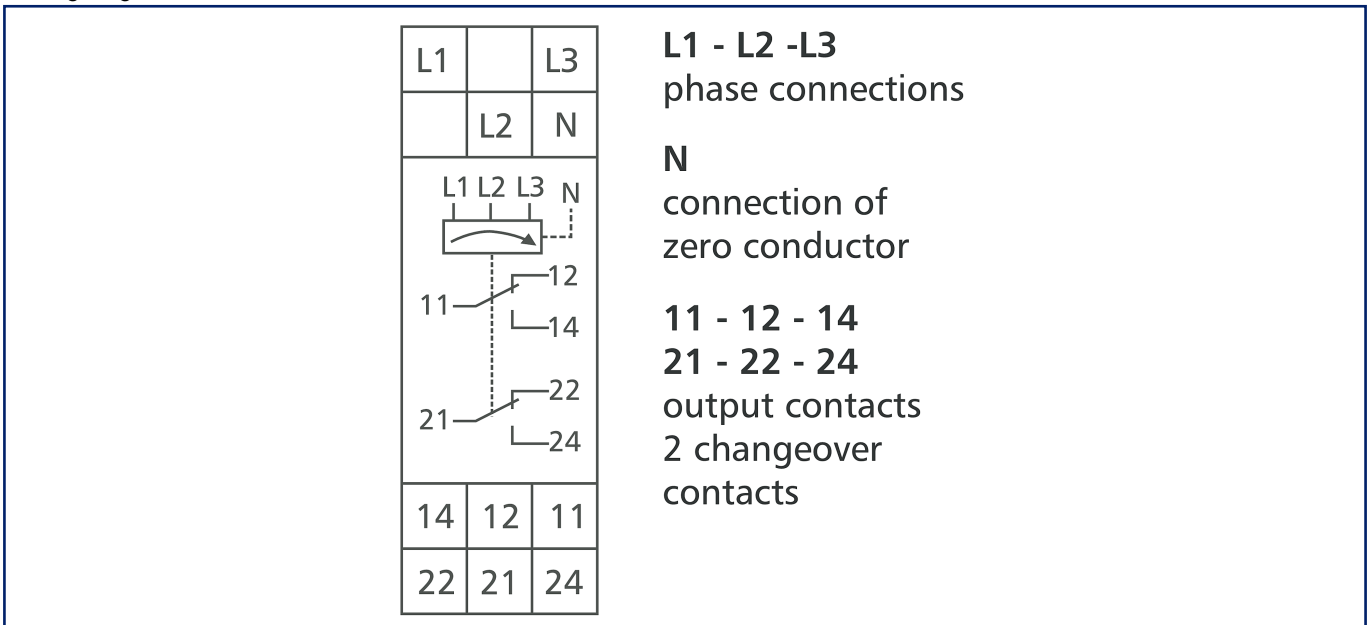 L1 L3
L2 N
L1 L2 L3 N
12
11
14
22
21
24
14 12 11
22 21 24
L1 - L2 -L3
phase connections
N
connection of
zero conductor
11 - 12 - 14
21 - 22 - 24
output contacts
2 changeover
contacts